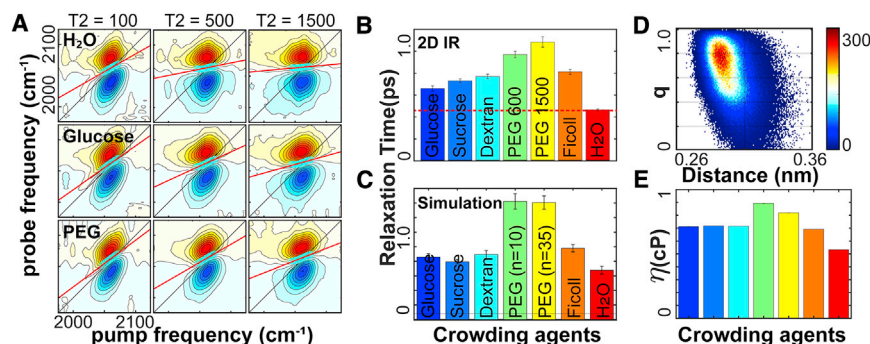 A
T2 = 100
T2 = 500
T2 = 1500
probe frequency (cm⁻¹)
2100
2000
H₂O
Glucose
PEG
2000
2100
pump frequency (cm⁻¹)
B
2D IR
Relaxation Time(ps)
1.0
0
Glucose
Sucrose
Dextran
PEG 600
PEG 1500
Ficoll
H₂O
C
Simulation
1.0
0
Glucose
Sucrose
Dextran
PEG (n=10)
PEG (n=35)
Ficoll
H₂O
Crowding agents
D
q
1.0
0
0.26
0.36
Distance (nm)
300
0
E
η(cP)
1
0
Crowding agents